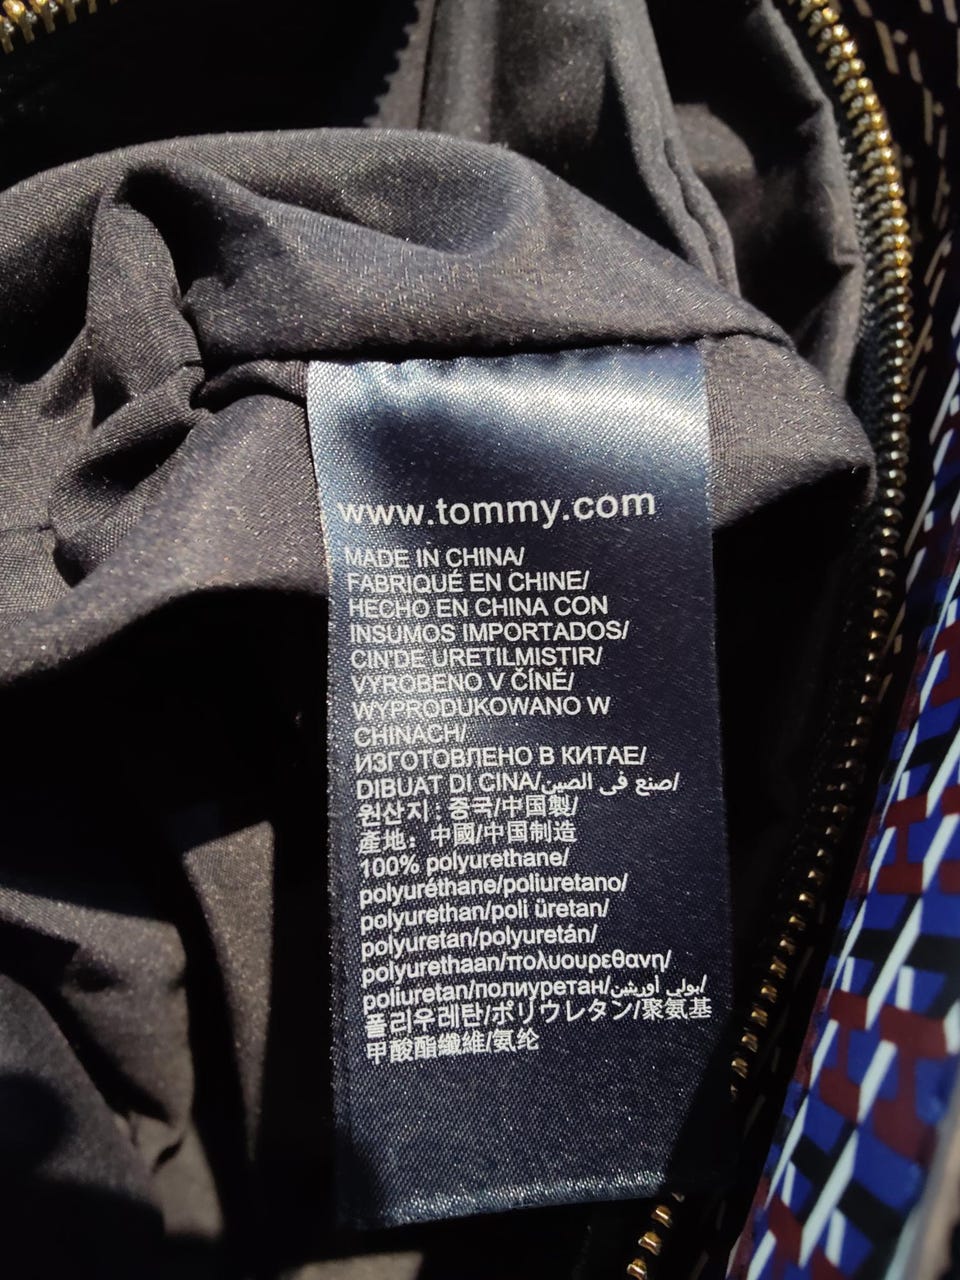 www.tommy.com
MADE IN CHINA/
FABRIQUÉ EN CHINE/
HECHO EN CHINA CON
INSUMOS IMPORTADOS/
CIN'DE URETILMISTIR/
VYROBENO V ČÍNĚ/
WYPRODUKOWANO W
CHINACH/
ИЗГОТОВЛЕНО В КИТАЕ/
DIBUAT DI CINA/صنع في الصين/
원산지 : 중국/中国製/
產地: 中國/中国制造
100% polyurethane/
polyuréthane/poliuretano/
polyurethan/poli üretan/
polyuretan/polyuretán/
polyurethaan/πολυουρεθανη/
poliuretan/полиуретан/بولي أوريثين/
폴리우레탄/ポリウレタン/聚氨基
甲酸酯纖維/氨纶